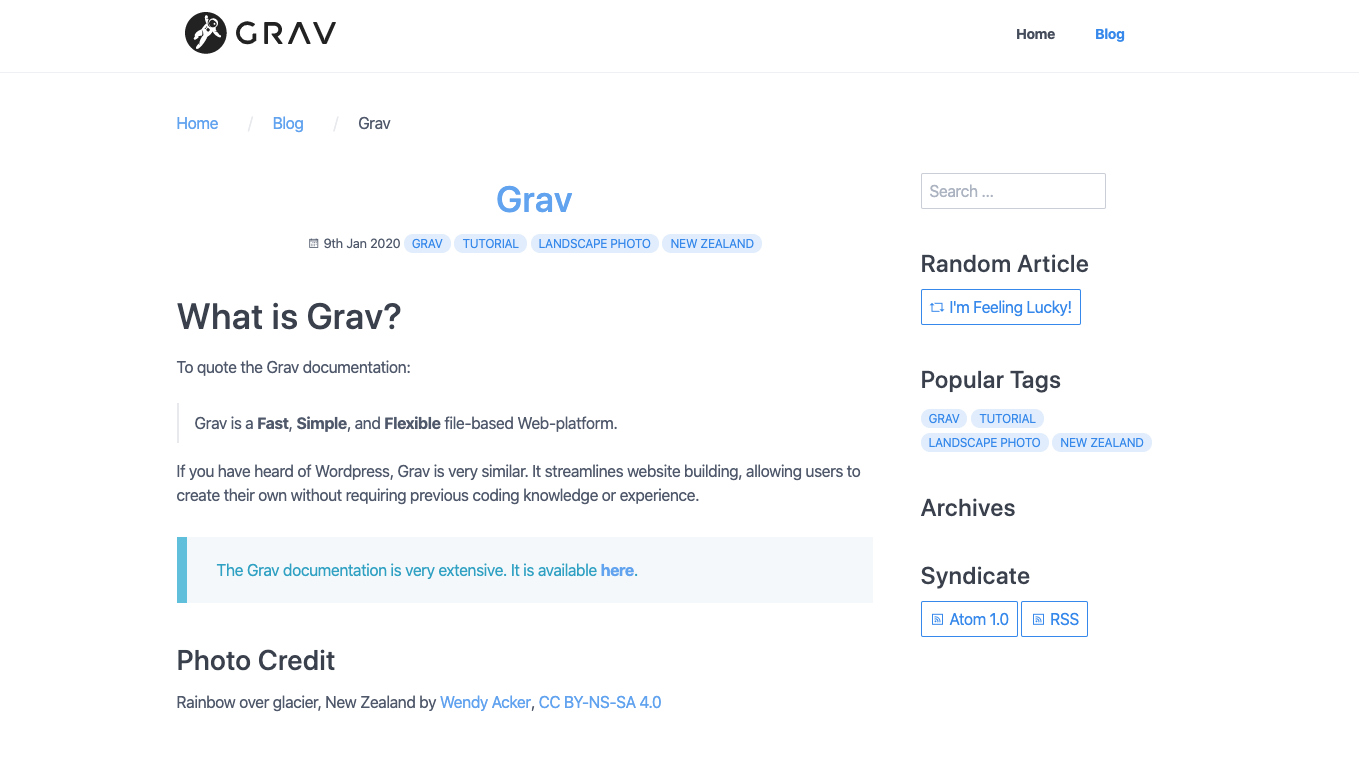 GRAV
Home Blog
Home / Blog / Grav
Grav
9th Jan 2020 GRAV TUTORIAL LANDSCAPE PHOTO NEW ZEALAND
What is Grav?
To quote the Grav documentation:
Grav is a Fast, Simple, and Flexible file-based Web-platform.
If you have heard of Wordpress, Grav is very similar. It streamlines website building, allowing users to
create their own without requiring previous coding knowledge or experience.
The Grav documentation is very extensive. It is available here.
Photo Credit
Rainbow over glacier, New Zealand by Wendy Acker, CC BY-NS-SA 4.0
Search ...
Random Article
I'm Feeling Lucky!
Popular Tags
GRAV TUTORIAL
LANDSCAPE PHOTO NEW ZEALAND
Archives
Syndicate
Atom 1.0 RSS